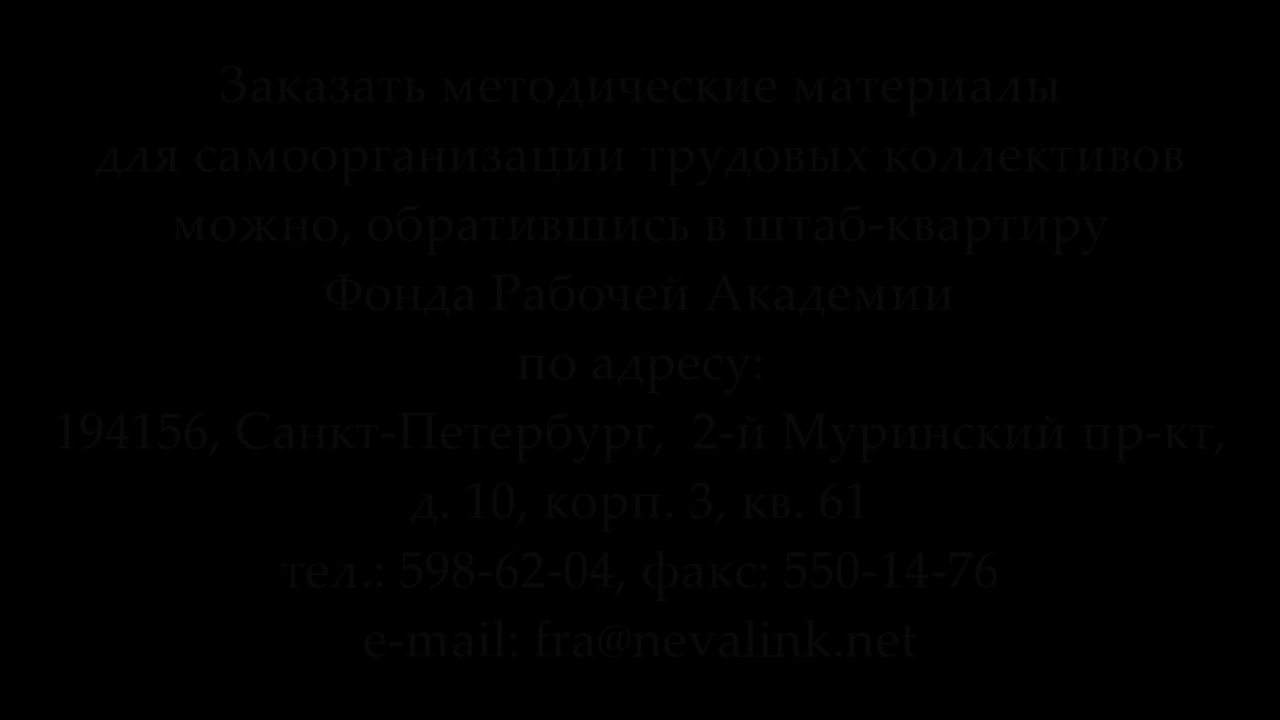 Заказать методические материалы
для самоорганизации трудовых коллективов
можно, обратившись в штаб-квартиру
Фонда Рабочей Академии
по адресу:
194156, Санкт-Петербург, 2-й Муринский пр-кт,
д. 10, корп. 3, кв. 61
тел.: 598-62-04, факс: 550-14-76
e-mail: fra@nevalink.net